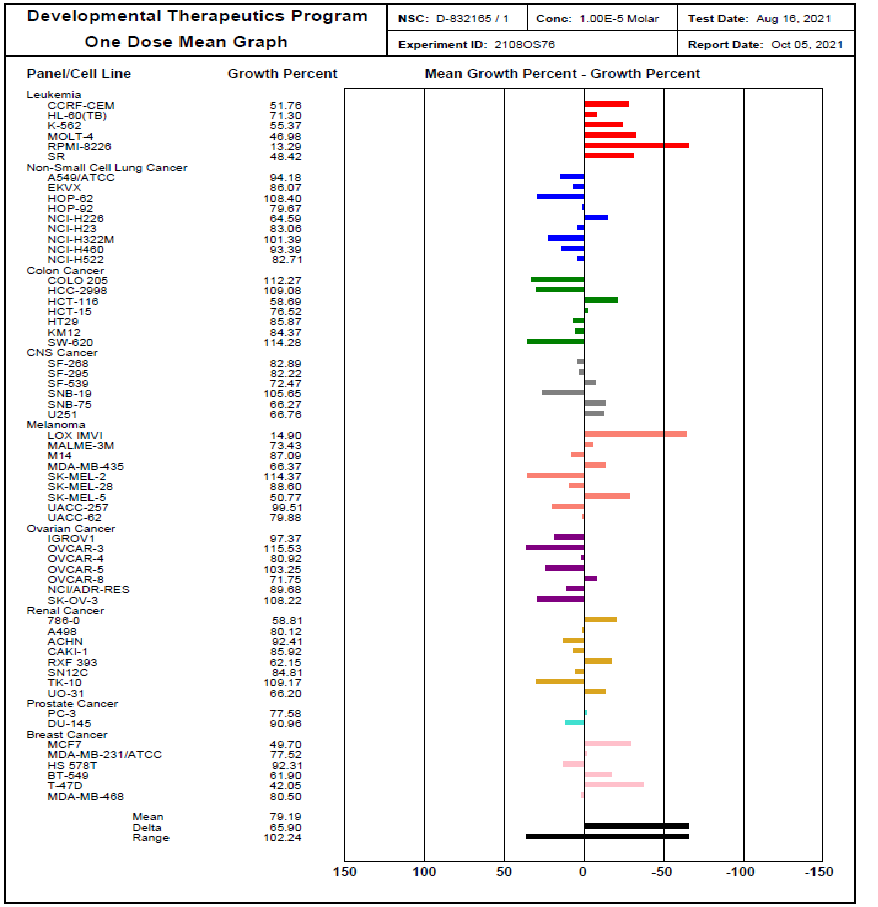 Developmental Therapeutics Program
One Dose Mean Graph
NSC: D-832165 / 1
Conc: 1.00E-5 Molar
Test Date: Aug 16, 2021
Experiment ID: 2108OS76
Report Date: Oct 05, 2021
Panel/Cell Line Growth Percent Mean Growth Percent - Growth Percent
Leukemia
CCRF-CEM 51.76
HL-60(TB) 71.30
K-562 55.37
MOLT-4 46.98
RPMI-8226 13.29
SR 48.42
Non-Small Cell Lung Cancer
A549/ATCC 94.18
EKVX 86.07
HOP-62 108.40
HOP-92 79.67
NCI-H226 64.59
NCI-H23 83.06
NCI-H322M 101.39
NCI-H460 93.39
NCI-H522 82.71
Colon Cancer
COLO 205 112.27
HCC-2998 109.08
HCT-116 58.69
HCT-15 76.52
HT29 85.87
KM12 84.37
SW-620 114.28
CNS Cancer
SF-268 82.89
SF-295 82.22
SF-539 72.47
SNB-19 105.65
SNB-75 66.27
U251 66.76
Melanoma
LOX IMVI 14.90
MALME-3M 73.43
M14 87.09
MDA-MB-435 66.37
SK-MEL-2 114.37
SK-MEL-28 88.60
SK-MEL-5 50.77
UACC-257 99.51
UACC-62 79.88
Ovarian Cancer
IGROV1 97.37
OVCAR-3 115.53
OVCAR-4 80.92
OVCAR-5 103.25
OVCAR-8 71.75
NCI/ADR-RES 89.68
SK-OV-3 108.22
Renal Cancer
786-0 58.81
A498 80.12
ACHN 92.41
CAKI-1 85.92
RXF 393 62.15
SN12C 84.81
TK-10 109.17
UO-31 66.20
Prostate Cancer
PC-3 77.58
DU-145 90.96
Breast Cancer
MCF7 49.70
MDA-MB-231/ATCC 77.52
HS 578T 92.31
BT-549 61.90
T-47D 42.05
MDA-MB-468 80.50
Mean 79.19
Delta 65.90
Range 102.24
150 100 50 0 -50 -100 -150